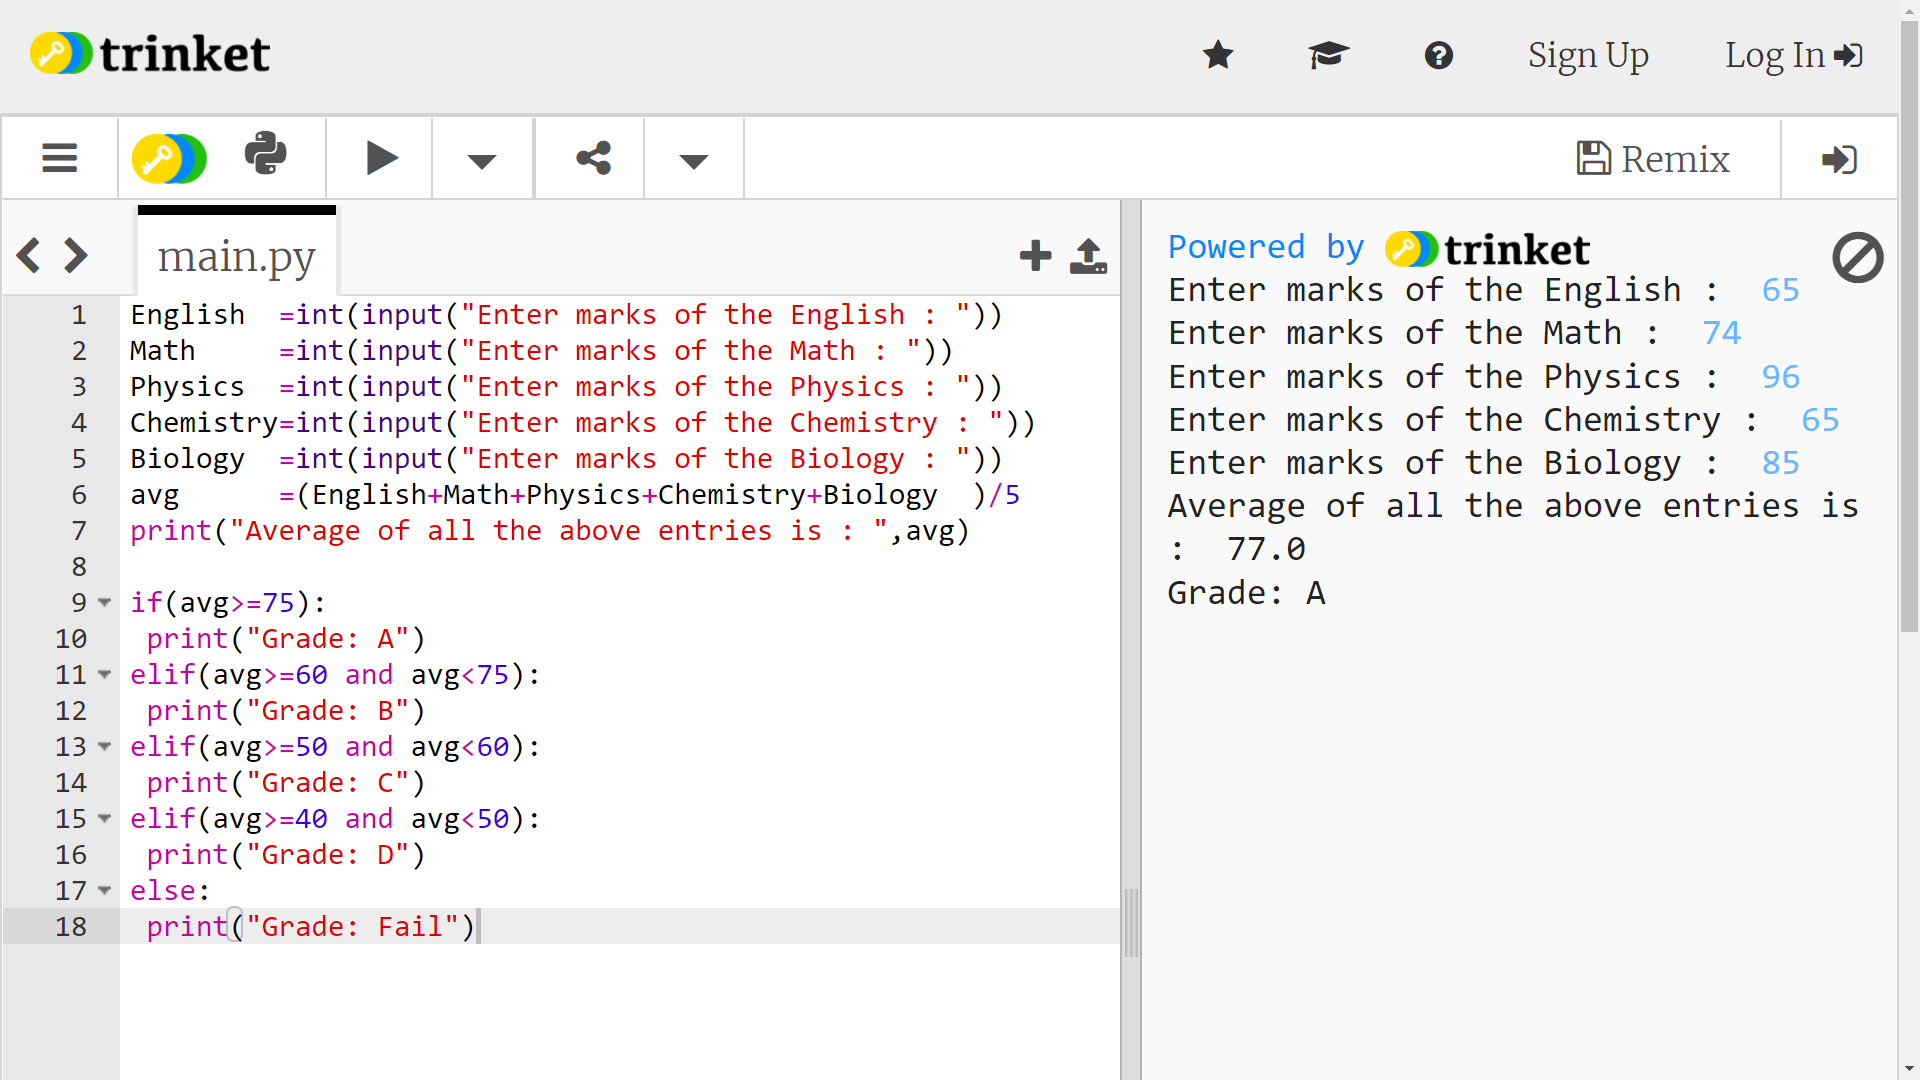 trinket
Sign Up
Log In
Remix
main.py
1 English  =int(input("Enter marks of the English : "))
2 Math     =int(input("Enter marks of the Math : "))
3 Physics  =int(input("Enter marks of the Physics : "))
4 Chemistry=int(input("Enter marks of the Chemistry : "))
5 Biology  =int(input("Enter marks of the Biology : "))
6 avg      =(English+Math+Physics+Chemistry+Biology  )/5
7 print("Average of all the above entries is : ",avg)
8
9 if(avg>=75):
10  print("Grade: A")
11 elif(avg>=60 and avg<75):
12  print("Grade: B")
13 elif(avg>=50 and avg<60):
14  print("Grade: C")
15 elif(avg>=40 and avg<50):
16  print("Grade: D")
17 else:
18  print("Grade: Fail")
Powered by trinket
Enter marks of the English :  65
Enter marks of the Math :  74
Enter marks of the Physics :  96
Enter marks of the Chemistry :  65
Enter marks of the Biology :  85
Average of all the above entries is
:  77.0
Grade: A